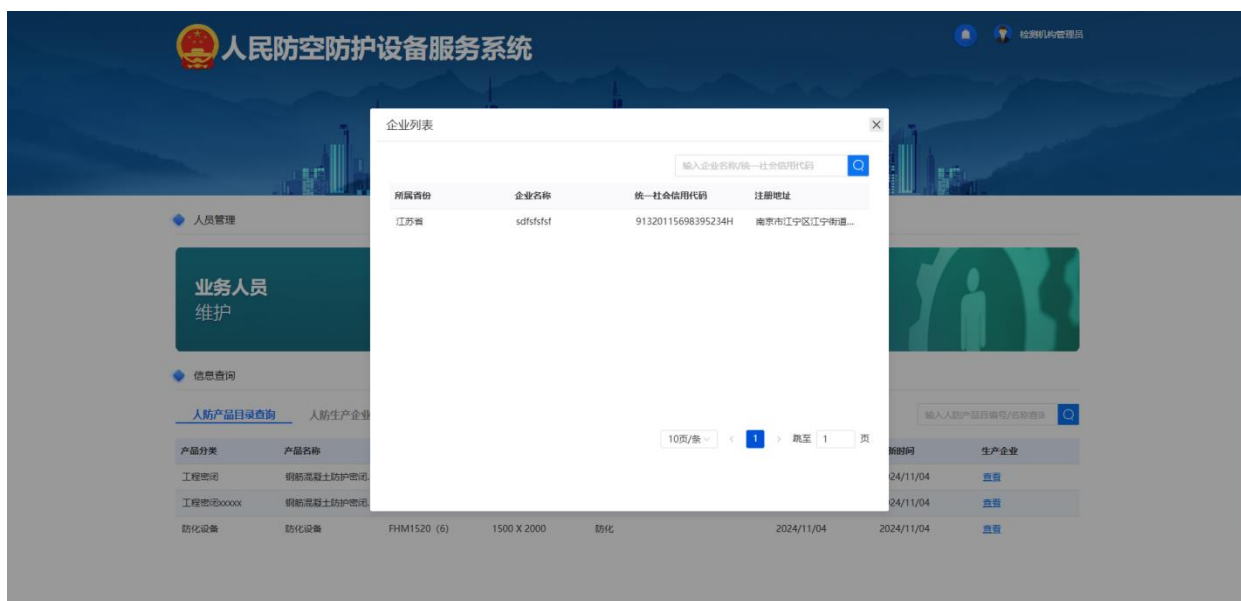 人民防空防护设备服务系统
检测机构管理员
企业列表
输入企业名称/统一社会信用代码
所属省份 企业名称 统一社会信用代码 注册地址
江苏省 sdfsfsfsf 91320115698395234H 南京市江宁区江宁街道...
10页/条 1 跳至 1 页
人员管理
业务人员
维护
信息查询
人防产品目录查询 人防生产企业
输入人防产品目编号/名称查询
产品分类 产品名称 新时间 生产企业
工程密闭 钢筋混凝土防护密闭. 24/11/04 查看
工程密闭xxxxx 钢筋混凝土防护密闭. 24/11/04 查看
防化设备 防化设备 FHM1520 (6) 1500 X 2000 防化 2024/11/04 2024/11/04 查看